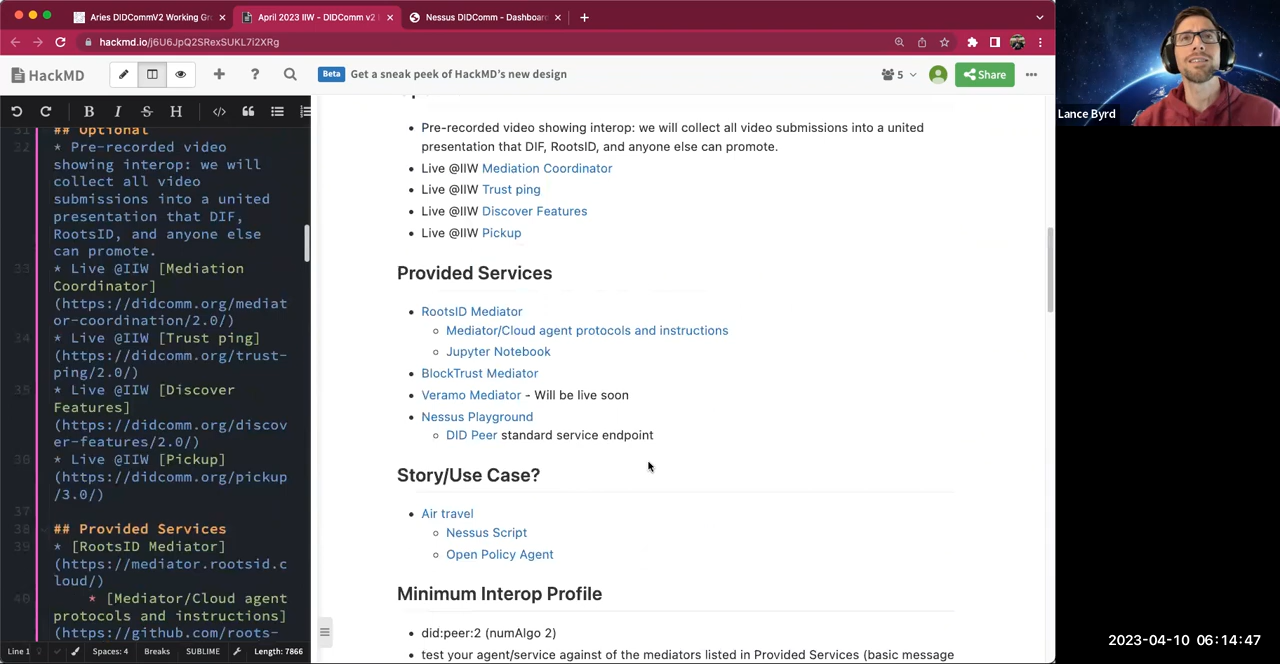 Aries DIDCommV2 Working Gr
April 2023 IIW - DIDComm v2 I
Nessus DIDComm - Dashboard
hackmd.io/j6U6JpQ2SRexSUKL7i2XRg
HackMD
Beta Get a sneak peek of HackMD's new design
5
Share
B I S H
31 ## Optional
32 * Pre-recorded video
showing interop: we will
collect all video
submissions into a united
presentation that DIF,
RootsID, and anyone else
can promote.
33 * Live @IIW [Mediation
Coordinator]
(https://didcomm.org/mediat
or-coordination/2.0/)
34 * Live @IIW [Trust ping]
(https://didcomm.org/trust-
ping/2.0/)
35 * Live @IIW [Discover
Features]
(https://didcomm.org/discov
er-features/2.0/)
36 * Live @IIW [Pickup]
(https://didcomm.org/pickup
/3.0/)
37
38 ## Provided Services
39 * [RootsID Mediator]
(https://mediator.rootsid.c
loud/)
40 * [Mediator/Cloud agent
protocols and instructions]
(https://github.com/roots-
Line 1
Spaces: 4
Breaks
SUBLIME
Length: 7866
Pre-recorded video showing interop: we will collect all video submissions into a united
presentation that DIF, RootsID, and anyone else can promote.
Live @IIW Mediation Coordinator
Live @IIW Trust ping
Live @IIW Discover Features
Live @IIW Pickup
Provided Services
RootsID Mediator
Mediator/Cloud agent protocols and instructions
Jupyter Notebook
BlockTrust Mediator
Veramo Mediator - Will be live soon
Nessus Playground
DID Peer standard service endpoint
Story/Use Case?
Air travel
Nessus Script
Open Policy Agent
Minimum Interop Profile
did:peer:2 (numAlgo 2)
test your agent/service against of the mediators listed in Provided Services (basic message
Lance Byrd
2023-04-10 06:14:47